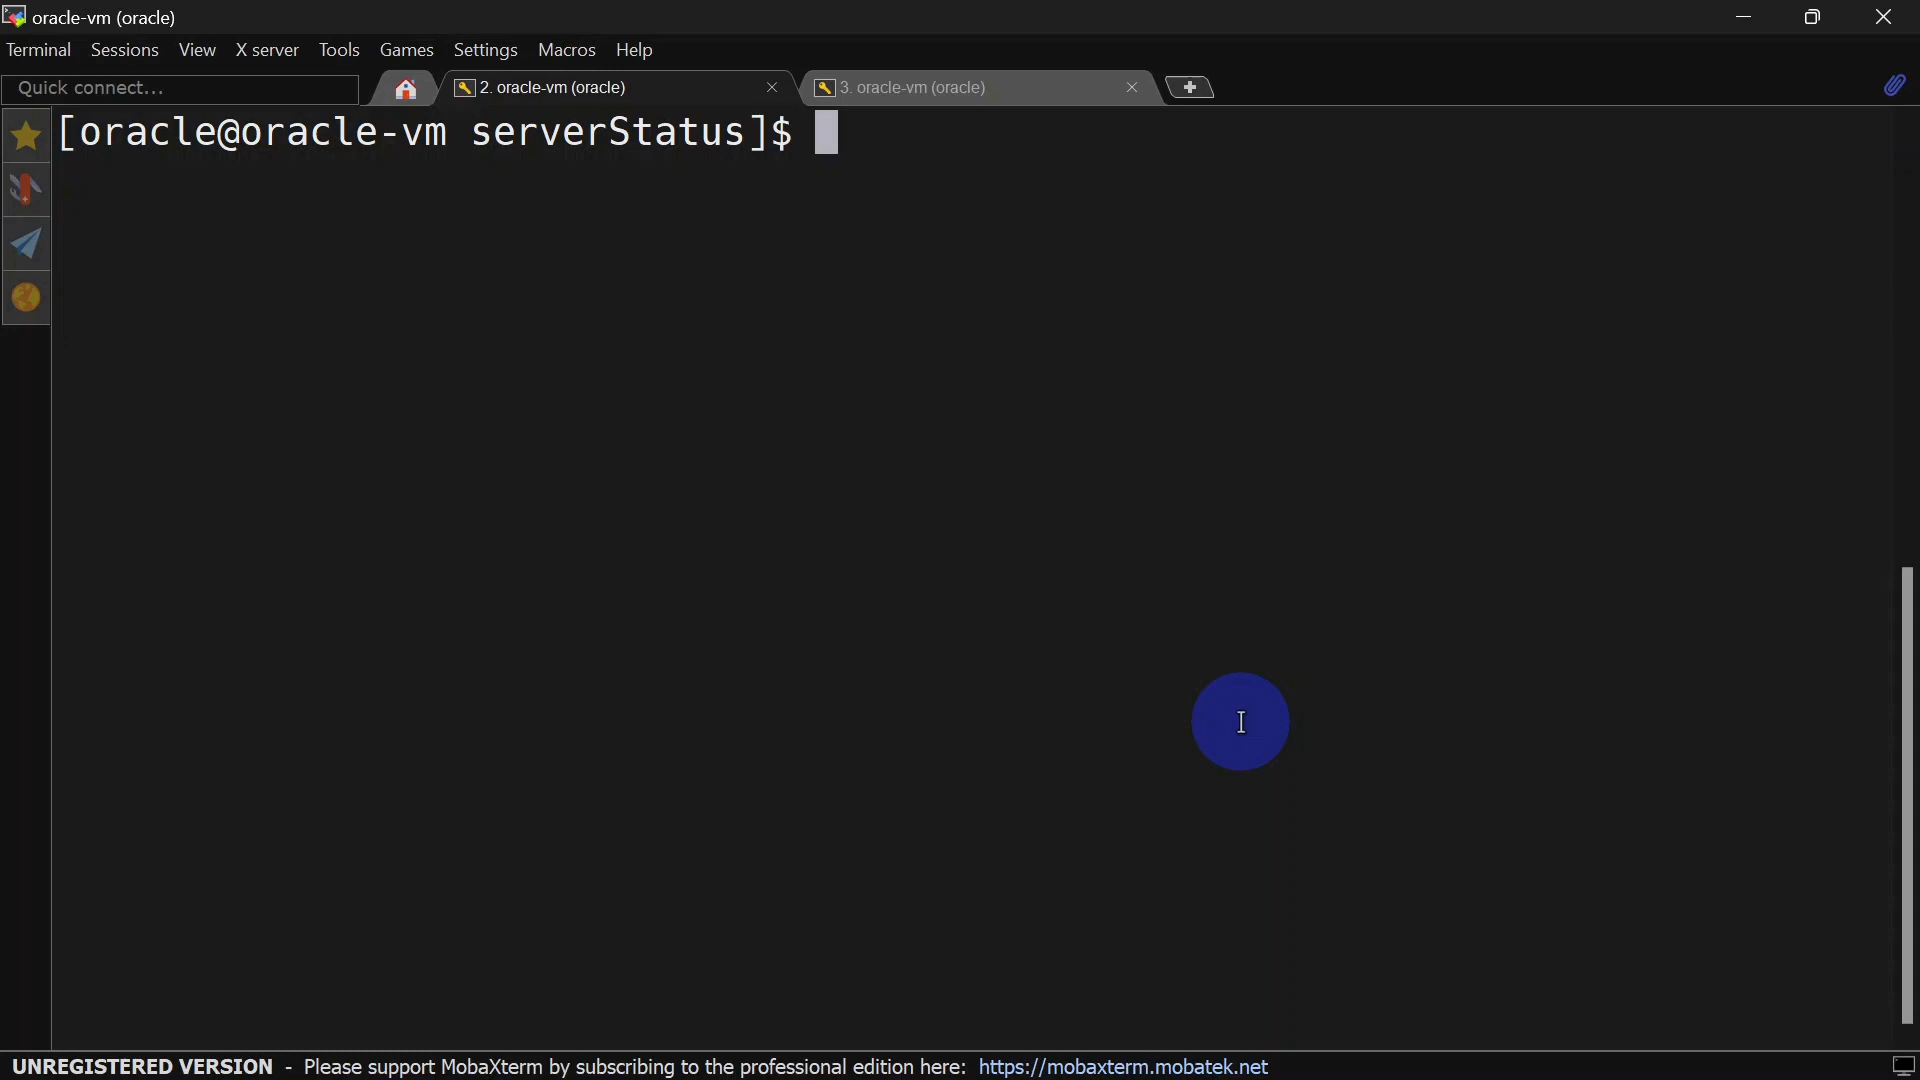 oracle-vm (oracle)
Terminal Sessions View X server Tools Games Settings Macros Help
Quick connect...
2. oracle-vm (oracle)
3. oracle-vm (oracle)
[oracle@oracle-vm serverStatus]$
UNREGISTERED VERSION - Please support MobaXterm by subscribing to the professional edition here: https://mobaxterm.mobatek.net